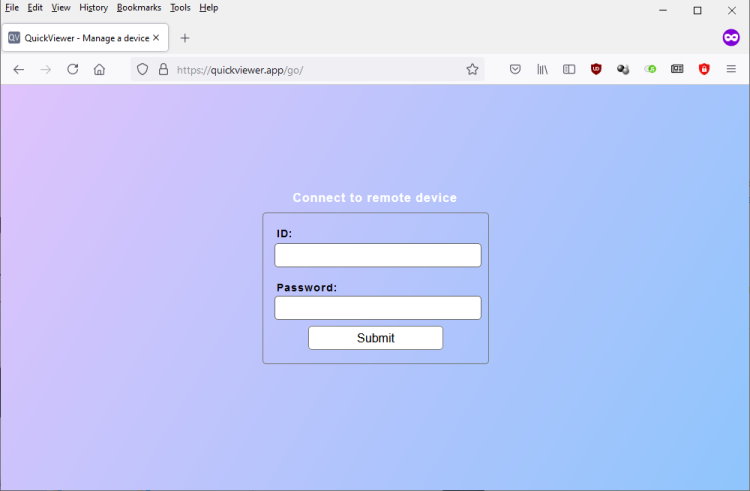 File Edit View History Bookmarks Tools Help
QV QuickViewer - Manage a device
https://quickviewer.app/go/
Connect to remote device
ID:
Password:
Submit